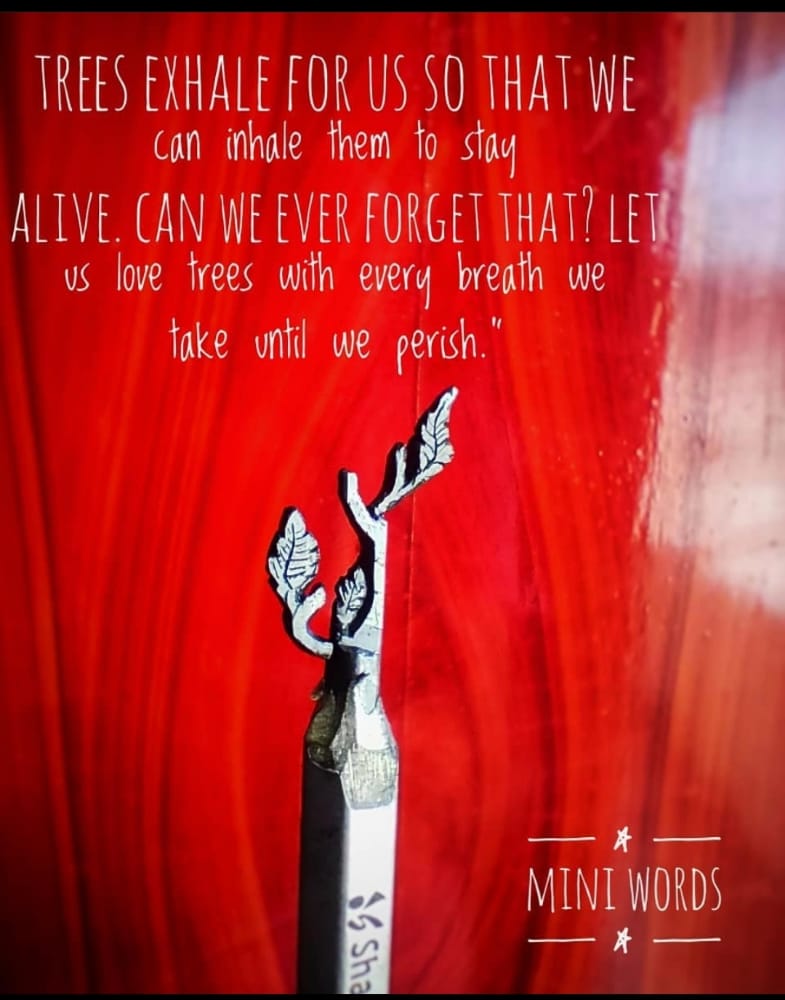 TREES EXHALE FOR US SO THAT WE
can inhale them to stay
ALIVE. CAN WE EVER FORGET THAT? LET
us love trees with every breath we
take until we perish."
MINI WORDS
Sha